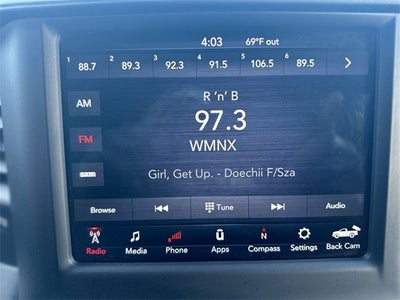 4:03 69°F out
1 88.7 2 89.3 3 92.3 4 91.5 5 106.5 6 89.5
AM
R 'n' B
FM
97.3
WMNX
sxm
Girl, Get Up. - Doechii F/Sza
Browse Tune Audio
Radio Media Phone Apps Compass Settings Back Cam
N